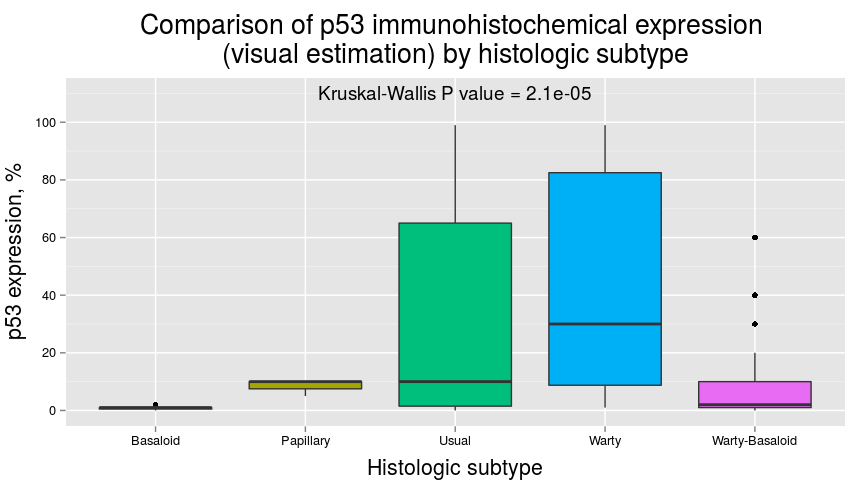 Comparison of p53 immunohistochemical expression
(visual estimation) by histologic subtype
Kruskal-Wallis P value = 2.1e-05
p53 expression, %
100
80
60
40
20
0
Basaloid
Papillary
Usual
Warty
Warty-Basaloid
Histologic subtype